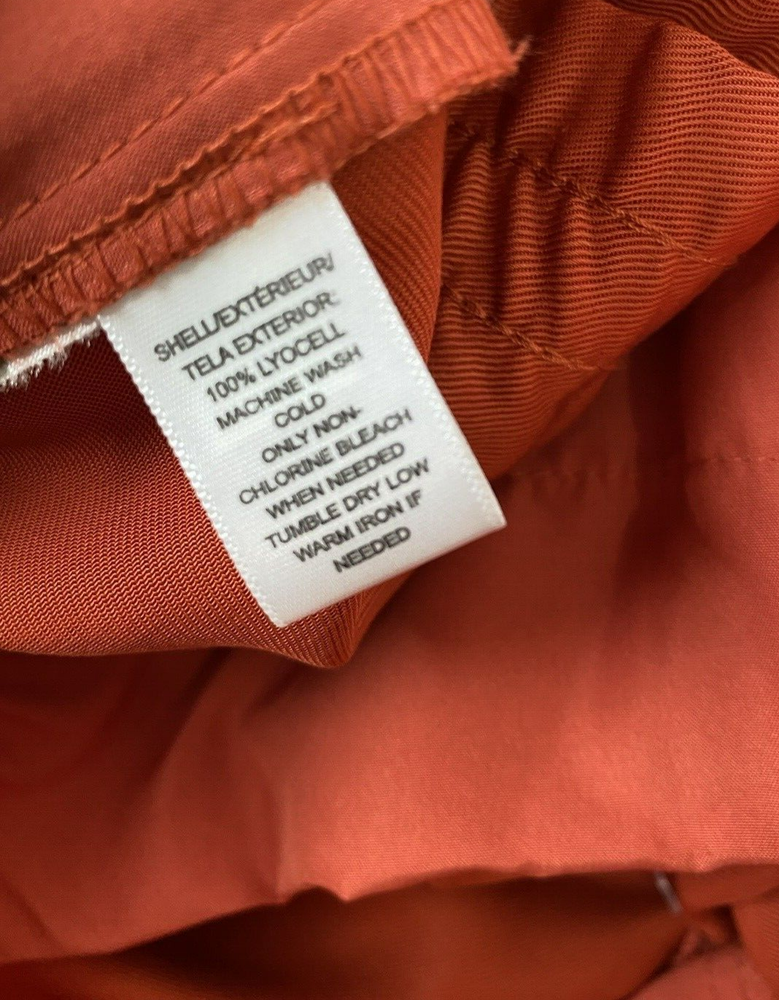 SHELL/EXTÉRIEUR/
TELA EXTERIOR:
100% LYOCELL
MACHINE WASH
COLD
ONLY NON-
CHLORINE BLEACH
WHEN NEEDED
TUMBLE DRY LOW
WARM IRON IF
NEEDED